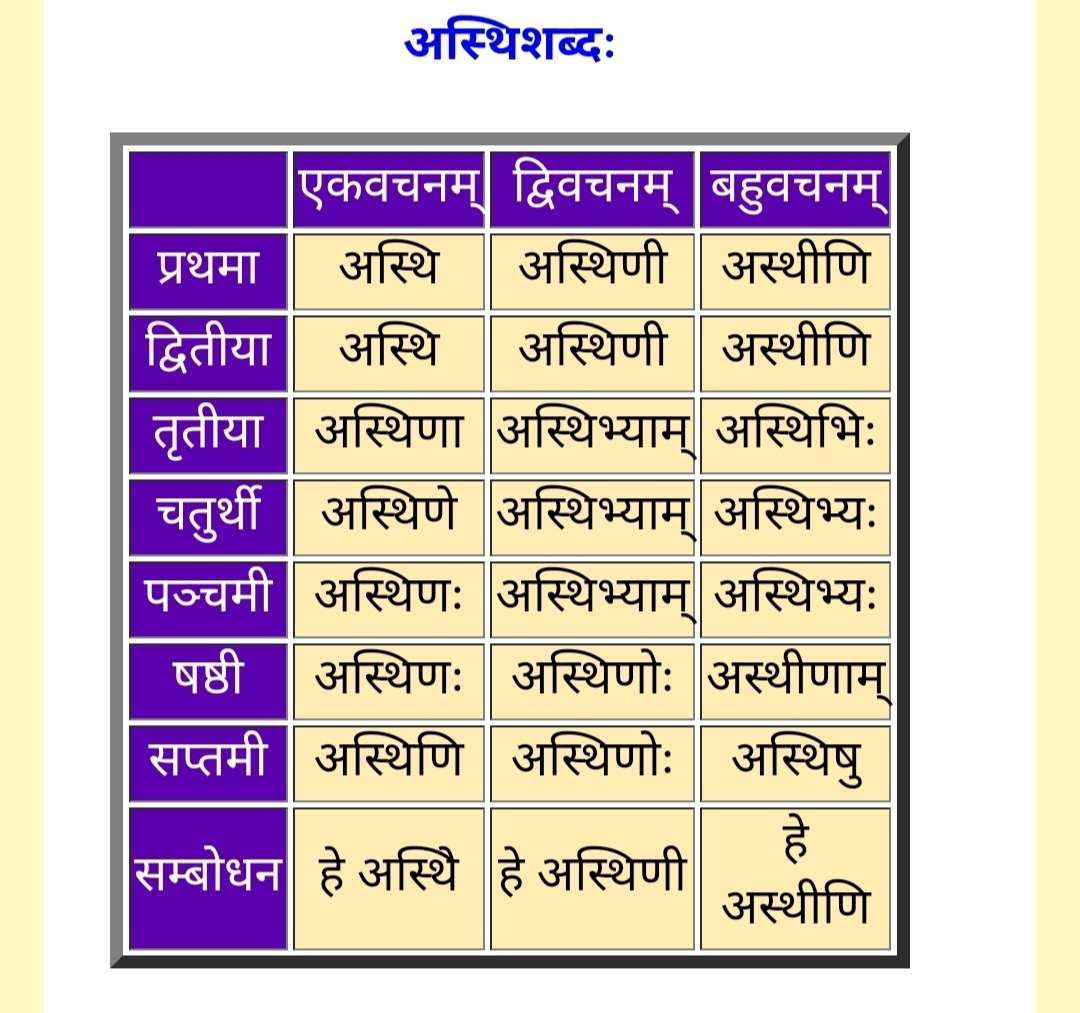 अस्थिशब्दः
एकवचनम् द्विवचनम् बहुवचनम्
प्रथमा अस्थि अस्थिणी अस्थीणि
द्वितीया अस्थि अस्थिणी अस्थीणि
तृतीया अस्थिणा अस्थिभ्याम् अस्थिभिः
चतुर्थी अस्थिणे अस्थिभ्याम् अस्थिभ्यः
पञ्चमी अस्थिणः अस्थिभ्याम् अस्थिभ्यः
षष्ठी अस्थिणः अस्थिणोः अस्थीणाम्
सप्तमी अस्थिणि अस्थिणोः अस्थिषु
सम्बोधन हे अस्थिे हे अस्थिणी हे
अस्थीणि